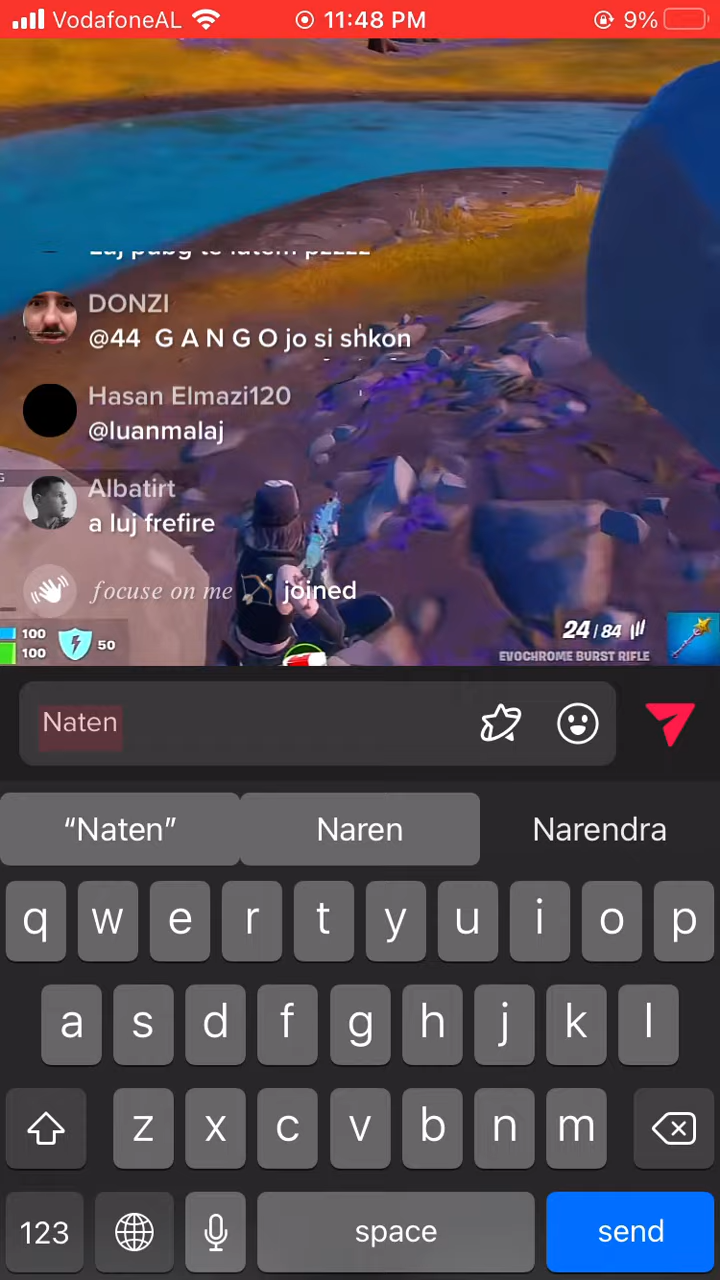 VodafoneAL 11:48 PM 9%
DONZI
@44 G A N G O jo si shkon
Hasan Elmazi120
@luanmalaj
Albatirt
a luj frefire
focuse on me 🏹 joined
100
100
50
24 / 84
EVOCHROME BURST RIFLE
Naten
“Naten” Naren Narendra
q w e r t y u i o p
a s d f g h j k l
z x c v b n m
123 space send